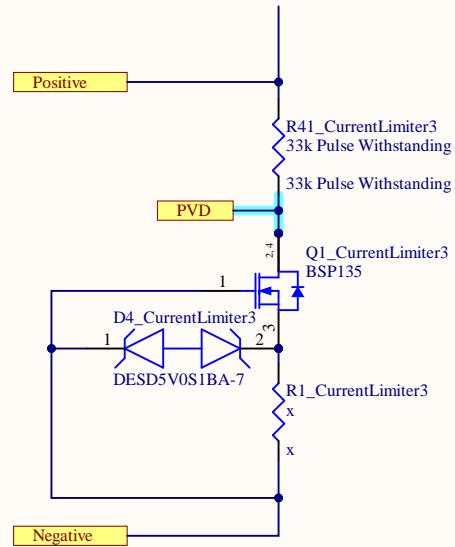 Positive
R41_CurrentLimiter3
33k Pulse Withstanding
33k Pulse Withstanding
PVD
2, 4
Q1_CurrentLimiter3
BSP135
1
3
D4_CurrentLimiter3
1
2
DESD5V0S1BA-7
R1_CurrentLimiter3
x
x
Negative